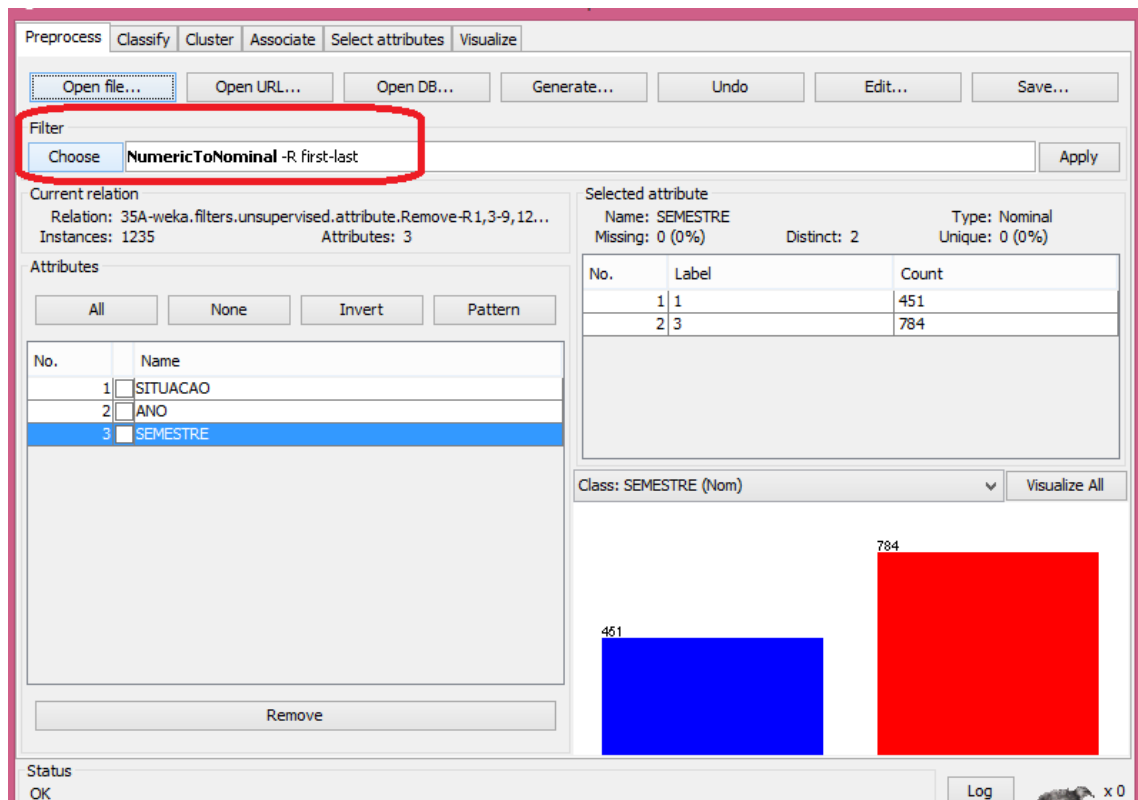 Preprocess Classify Cluster Associate Select attributes Visualize
Open file... Open URL... Open DB... Generate... Undo Edit... Save...
Filter
Choose NumericToNominal -R first-last Apply
Current relation
Relation: 35A-weka.filters.unsupervised.attribute.Remove-R1,3-9,12...
Instances: 1235 Attributes: 3
Attributes
All None Invert Pattern
No. Name
1 SITUACAO
2 ANO
3 SEMESTRE
Remove
Selected attribute
Name: SEMESTRE Type: Nominal
Missing: 0 (0%) Distinct: 2 Unique: 0 (0%)
No. Label Count
1 1 451
2 3 784
Class: SEMESTRE (Nom) Visualize All
784
451
Status
OK Log x 0